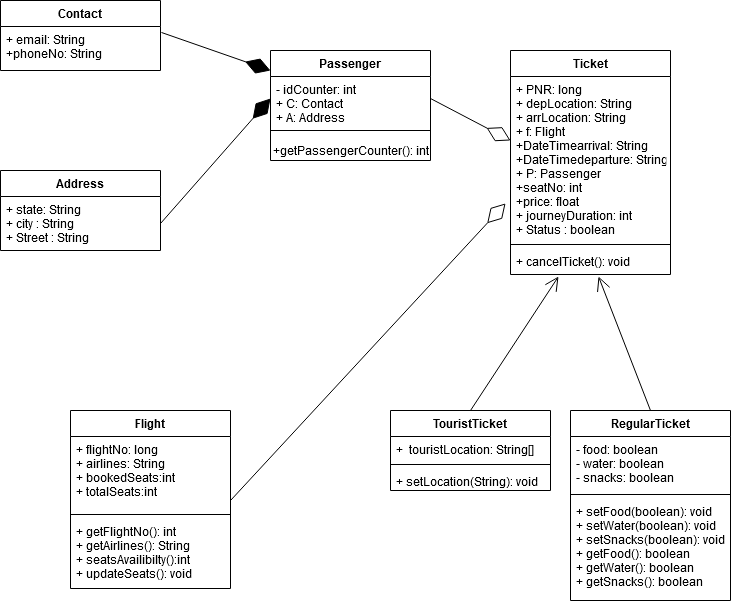 Contact
+ email: String
+phoneNo: String
Passenger
- idCounter: int
+ C: Contact
+ A: Address
+getPassengerCounter(): int
Ticket
+ PNR: long
+ depLocation: String
+ arrLocation: String
+ f: Flight
+DateTimearrival: String
+DateTimedeparture: String
+ P: Passenger
+seatNo: int
+price: float
+ journeyDuration: int
+ Status : boolean
+ cancelTicket(): void
Address
+ state: String
+ city : String
+ Street : String
Flight
+ flightNo: long
+ airlines: String
+ bookedSeats:int
+ totalSeats:int
+ getFlightNo(): int
+ getAirlines(): String
+ seatsAvailibilty():int
+ updateSeats(): void
TouristTicket
+ touristLocation: String[]
+ setLocation(String): void
RegularTicket
- food: boolean
- water: boolean
- snacks: boolean
+ setFood(boolean): void
+ setWater(boolean): void
+ setSnacks(boolean): void
+ getFood(): boolean
+ getWater(): boolean
+ getSnacks(): boolean